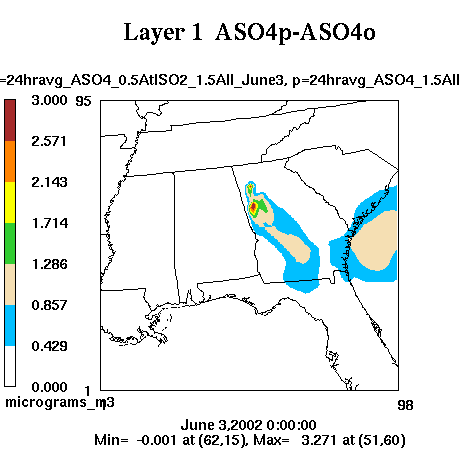 Layer 1 ASO4p-ASO4o
=24hravg_ASO4_0.5AtlSO2_1.5All_June3, p=24hravg_ASO4_1.5All
3.000
2.571
2.143
1.714
1.286
0.857
0.429
0.000
micrograms_m3
95
1
1
98
June 3,2002 0:00:00
Min= -0.001 at (62,15), Max= 3.271 at (51,60)